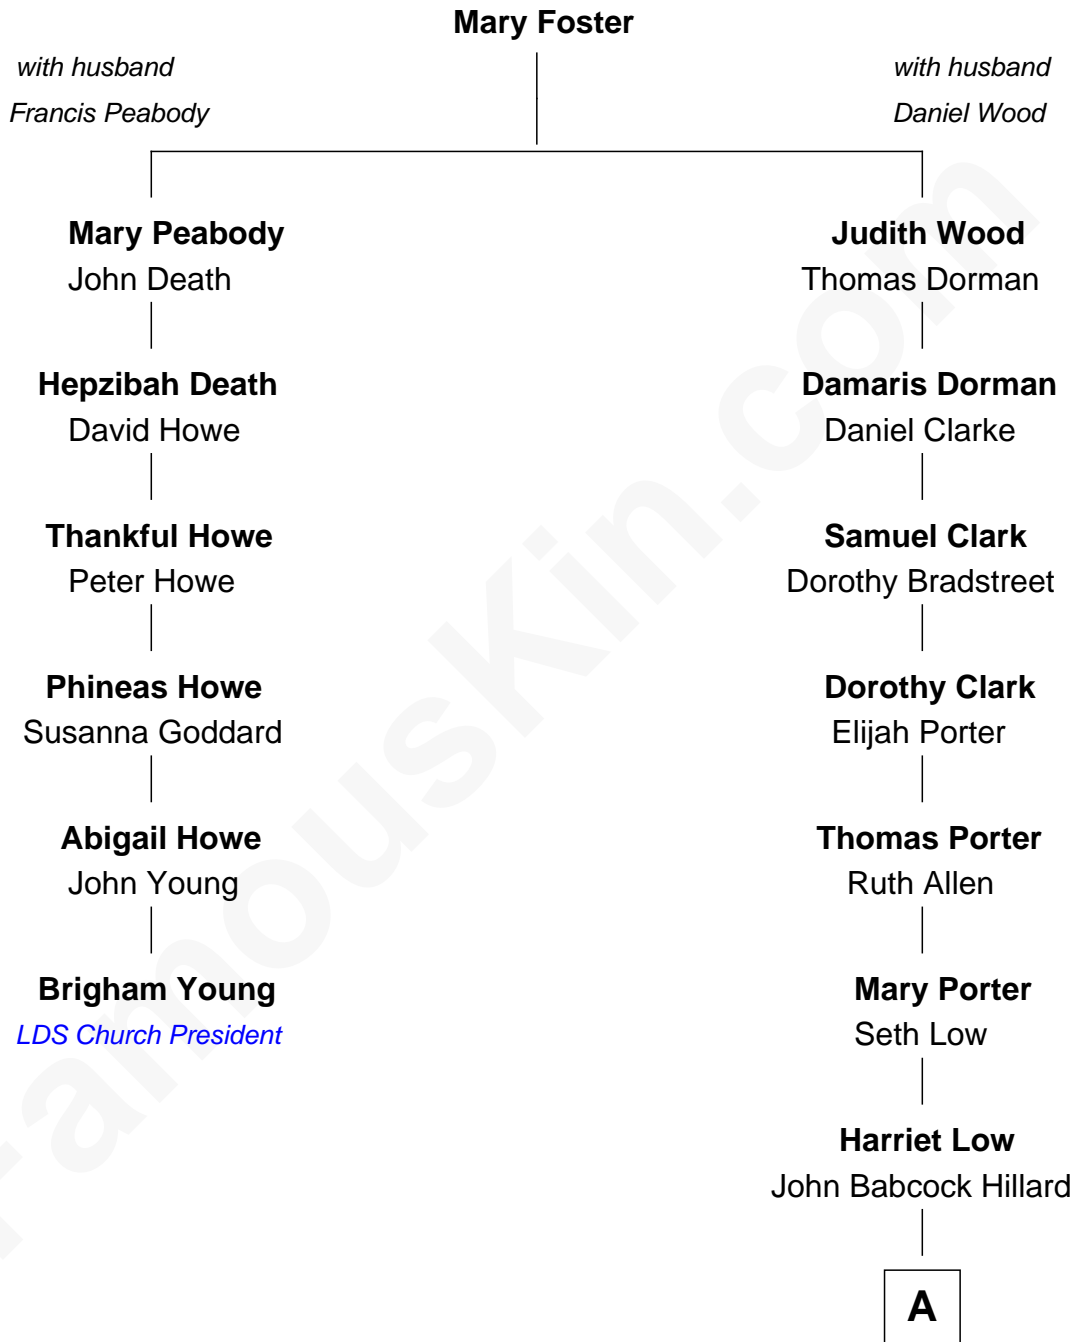 Mary Foster
with husband
Francis Peabody
with husband
Daniel Wood
Mary Peabody
John Death
Judith Wood
Thomas Dorman
Hepzibah Death
David Howe
Damaris Dorman
Daniel Clarke
Thankful Howe
Peter Howe
Samuel Clark
Dorothy Bradstreet
Phineas Howe
Susanna Goddard
Dorothy Clark
Elijah Porter
Abigail Howe
John Young
Thomas Porter
Ruth Allen
Brigham Young
LDS Church President
Mary Porter
Seth Low
Harriet Low
John Babcock Hillard
A
FamousKin.com